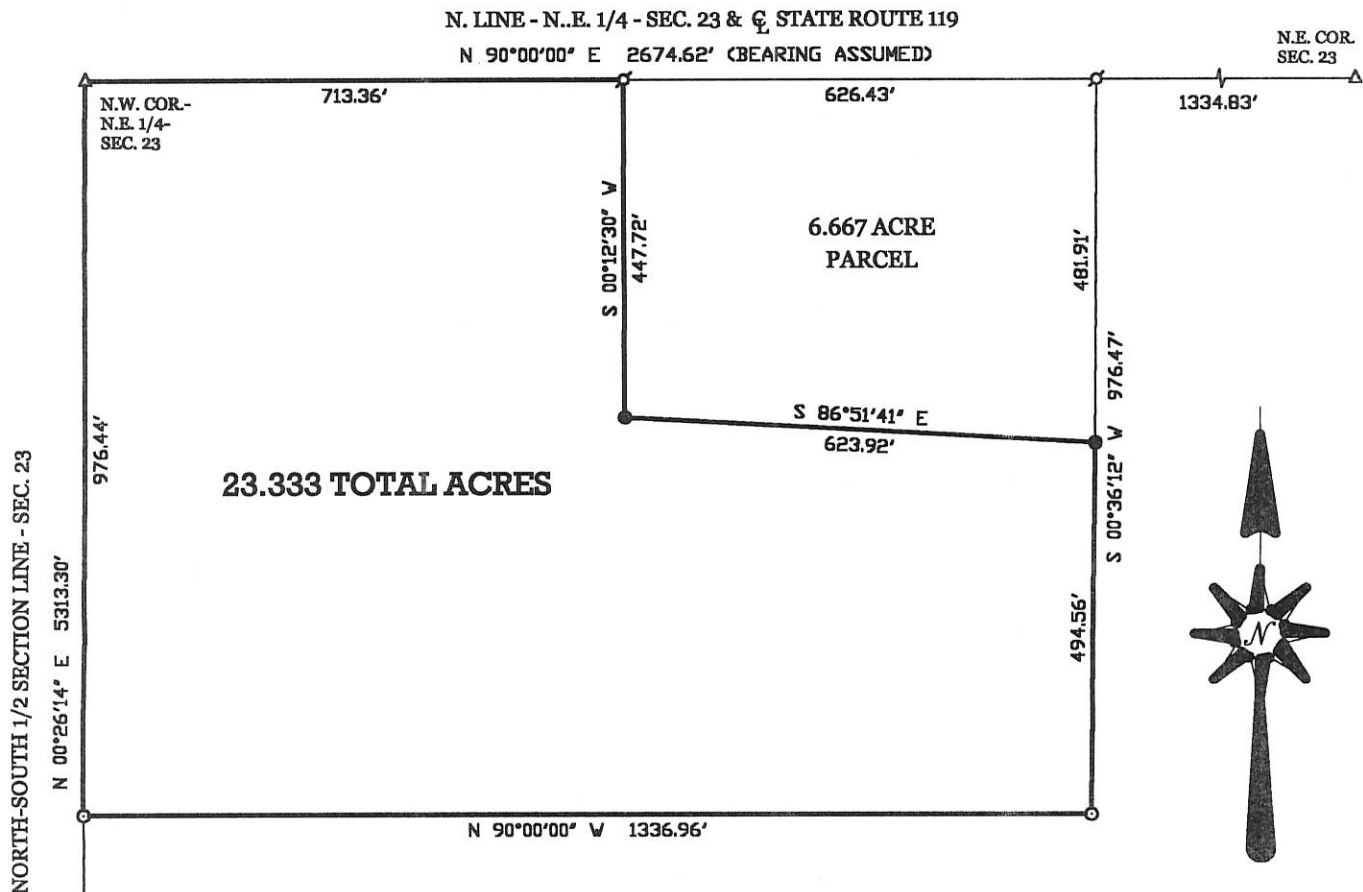 N. LINE - N..E. 1/4 - SEC. 23 & ℄ STATE ROUTE 119
N 90°00'00" E 2674.62' (BEARING ASSUMED)
N.E. COR.
SEC. 23
713.36'
626.43'
1334.83'
N.W. COR.-
N.E. 1/4-
SEC. 23
S 00°12'30" W
447.72'
6.667 ACRE
PARCEL
481.91'
S 00°36'12" W 976.47'
S 86°51'41" E
623.92'
976.44'
23.333 TOTAL ACRES
NORTH-SOUTH 1/2 SECTION LINE - SEC. 23
N 00°26'14" E 5313.30'
494.56'
N
N 90°00'00" W 1336.96'